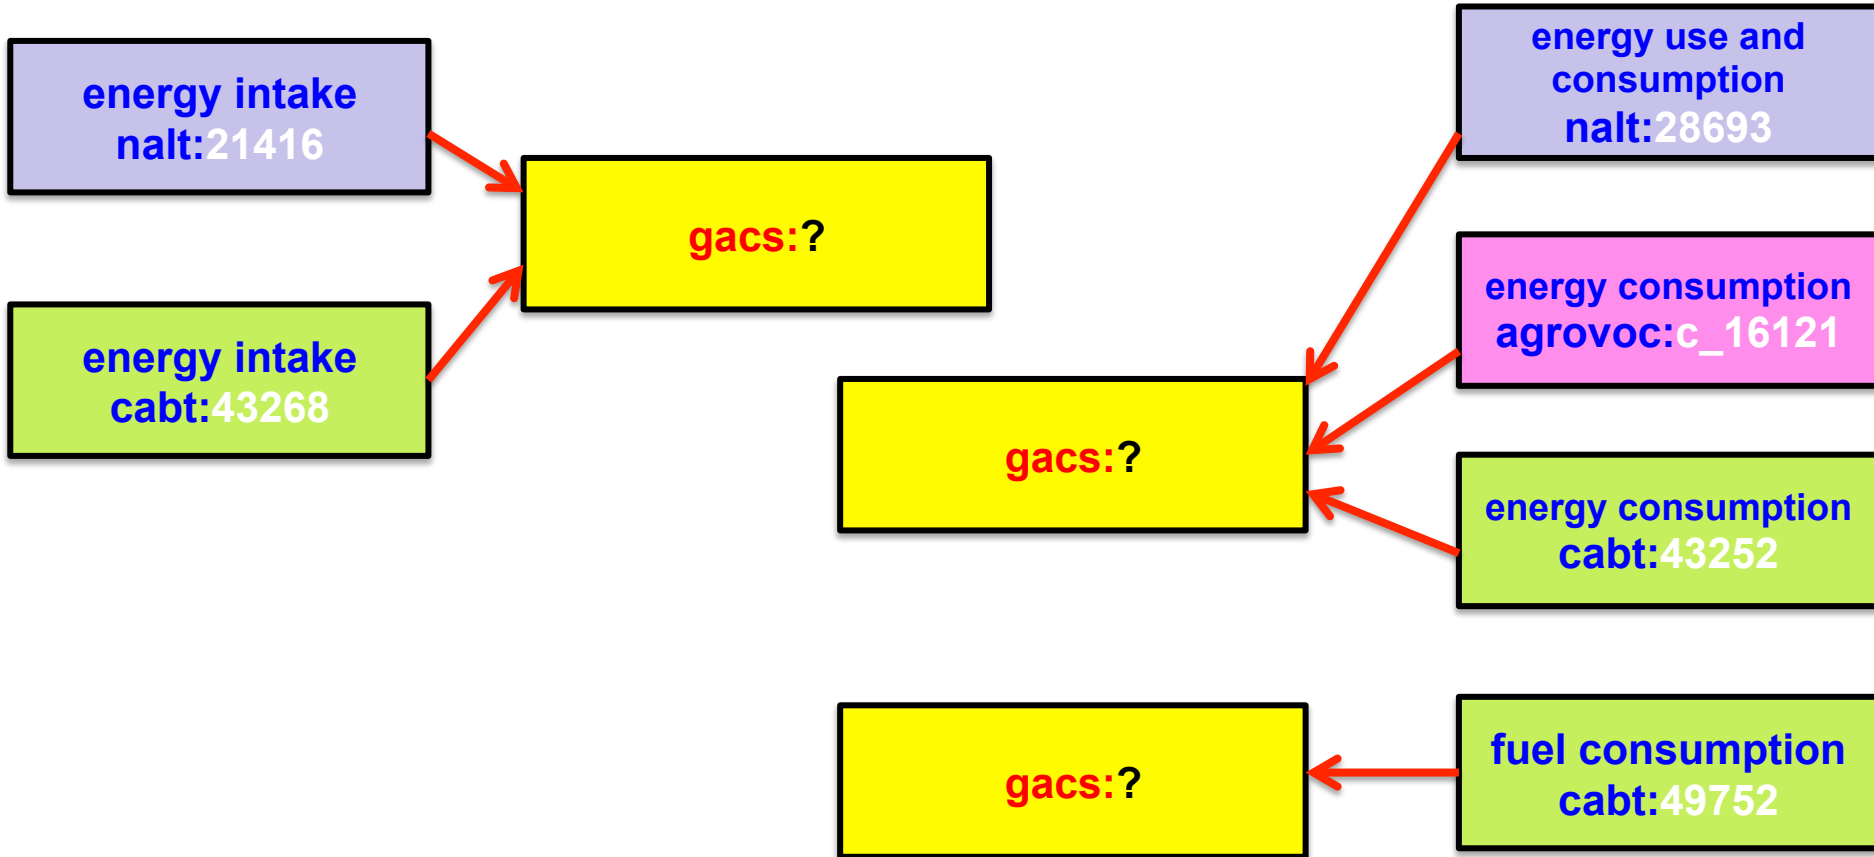 energy intake
nalt:21416
energy intake
cabt:43268
gacs:?
energy use and
consumption
nalt:28693
energy consumption
agrovoc:c_16121
gacs:?
energy consumption
cabt:43252
gacs:?
fuel consumption
cabt:49752